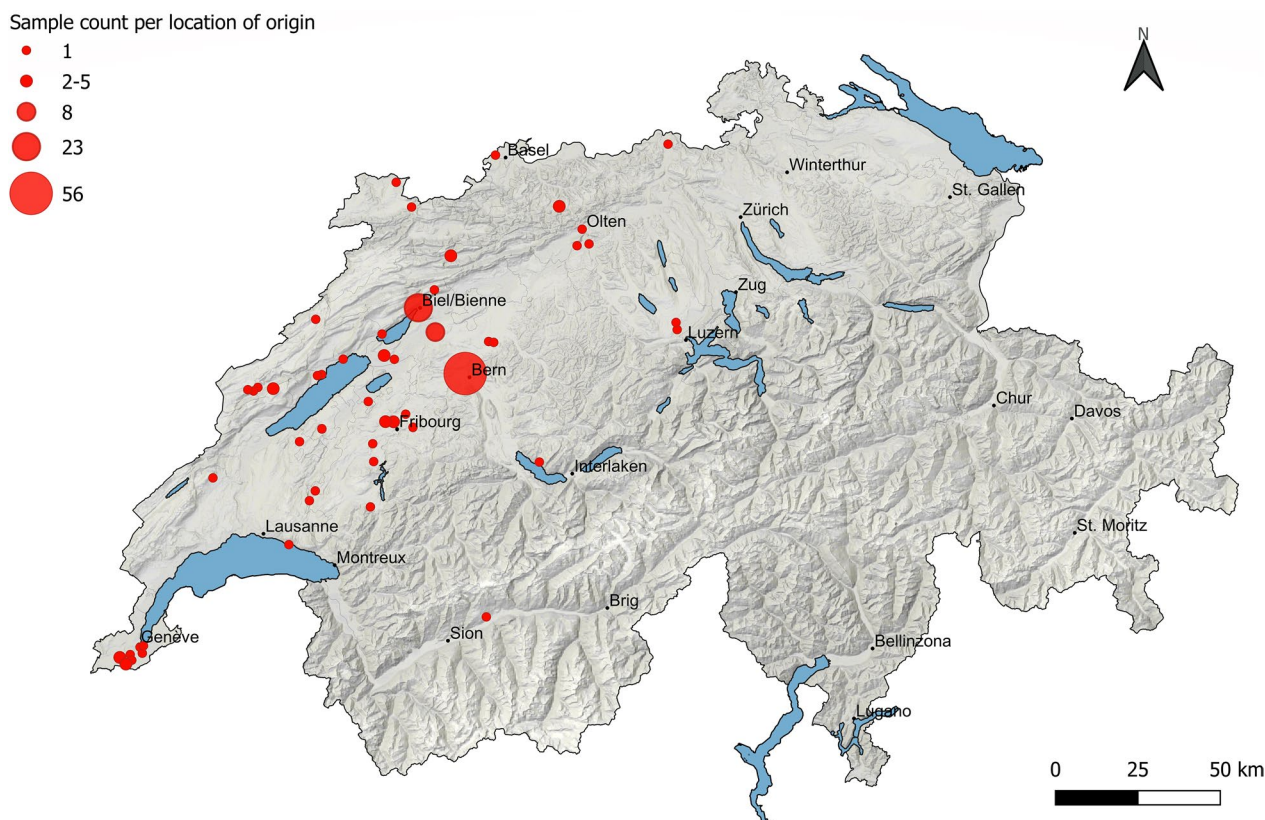 Sample count per location of origin
1
2-5
8
23
56
N
Basel
Winterthur
St. Gallen
Zürich
Olten
Biel/Bienne
Zug
Luzern
Bern
Chur
Davos
Fribourg
Interlaken
Lausanne
St. Moritz
Montreux
Brig
Sion
Genève
Bellinzona
Lugano
0 25 50 km